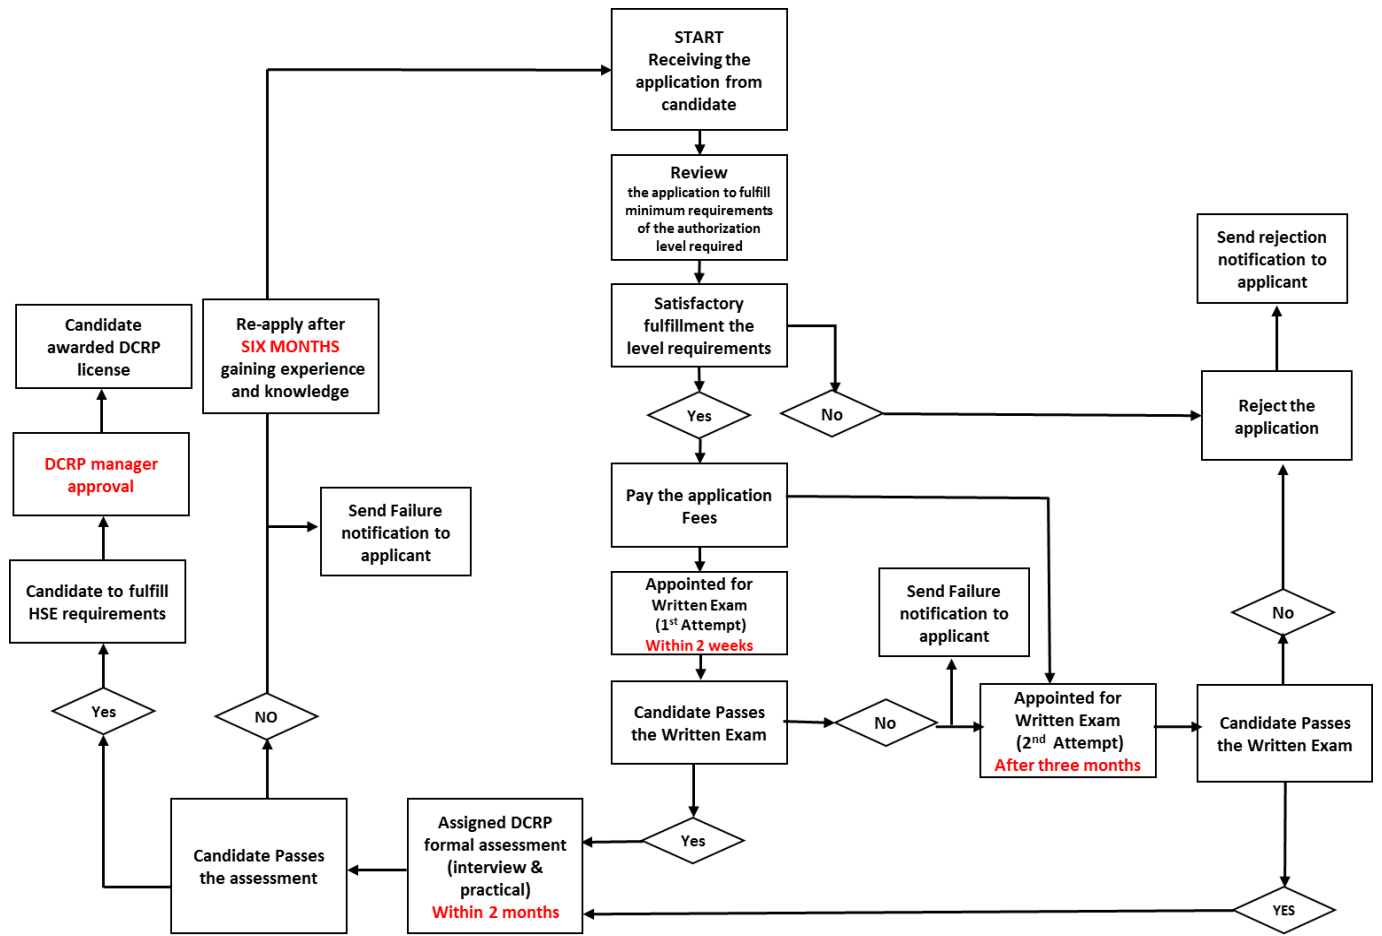 START
Receiving the
application from
candidate
Review
the application to fulfill
minimum requirements
of the authorization
level required
Send rejection
notification to
applicant
Satisfactory
fulfillment the
level requirements
Candidate
awarded DCRP
license
Re-apply after
SIX MONTHS
gaining experience
and knowledge
Yes
No
Reject the
application
DCRP manager
approval
Pay the application
Fees
Send Failure
notification to
applicant
Candidate to fulfill
HSE requirements
Appointed for
Written Exam
(1st Attempt)
Within 2 weeks
Send Failure
notification to
applicant
No
Yes
NO
Candidate Passes
the Written Exam
No
Appointed for
Written Exam
(2nd Attempt)
After three months
Candidate Passes
the Written Exam
Candidate Passes
the assessment
Assigned DCRP
formal assessment
(interview &
practical)
Within 2 months
Yes
YES